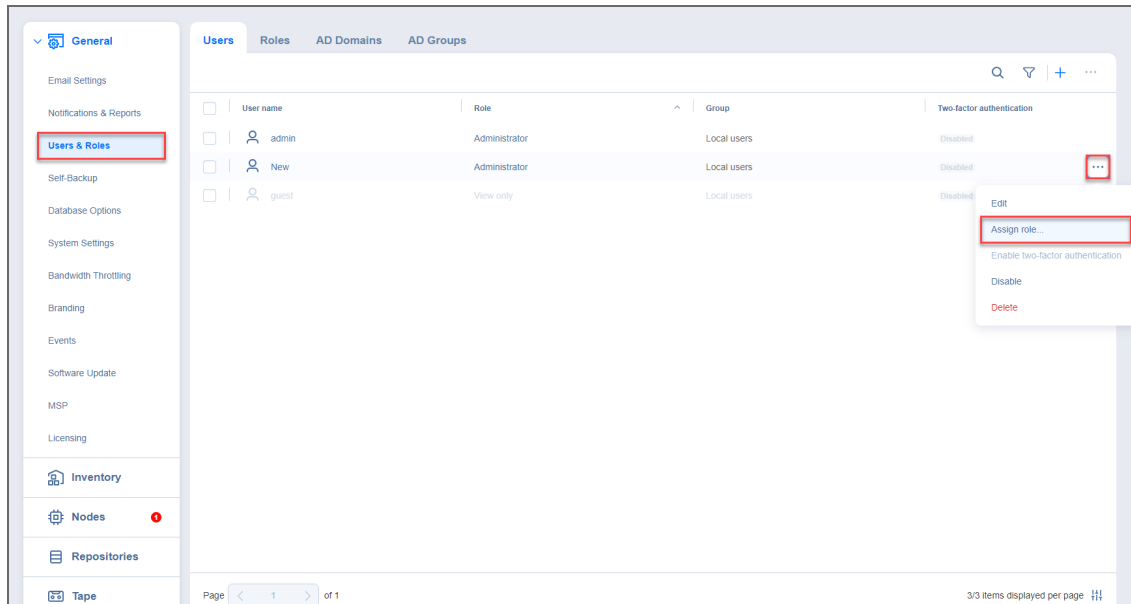 General
Email Settings
Notifications & Reports
Users & Roles
Self-Backup
Database Options
System Settings
Bandwidth Throttling
Branding
Events
Software Update
MSP
Licensing
Inventory
Nodes 1
Repositories
Tape
Users Roles AD Domains AD Groups
User name Role Group Two-factor authentication
admin Administrator Local users Disabled
New Administrator Local users Disabled
guest View only Local users Disabled
Edit
Assign role...
Enable two-factor authentication
Disable
Delete
Page 1 of 1 3/3 items displayed per page